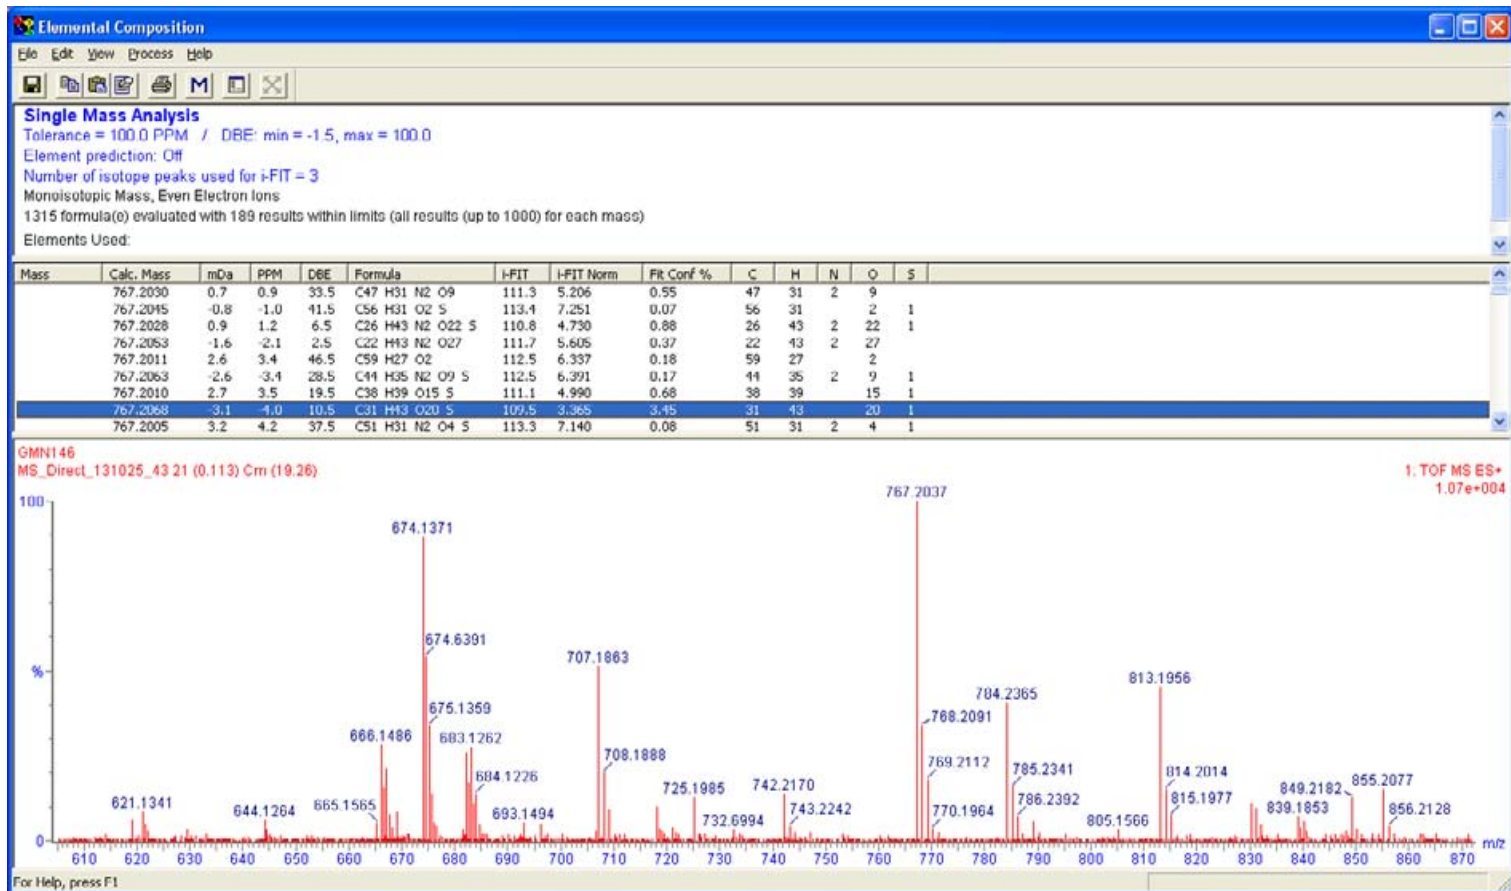 Elemental Composition
File Edit View Process Help
M
Single Mass Analysis
Tolerance = 100.0 PPM / DBE: min = -1.5, max = 100.0
Element prediction: Off
Number of isotope peaks used for i-FIT = 3
Monoisotopic Mass, Even Electron Ions
1315 formula(e) evaluated with 189 results within limits (all results (up to 1000) for each mass)
Elements Used:
Mass Calc. Mass mDa PPM DBE Formula i-FIT i-FIT Norm Fit Conf % C H N O S
767.2030 0.7 0.9 33.5 C47 H31 N2 O9 111.3 5.206 0.55 47 31 2 9
767.2045 -0.8 -1.0 41.5 C56 H31 O2 S 113.4 7.251 0.07 56 31 2 1
767.2028 0.9 1.2 6.5 C26 H43 N2 O22 S 110.8 4.730 0.88 26 43 2 22 1
767.2053 -1.6 -2.1 2.5 C22 H43 N2 O27 111.7 5.605 0.37 22 43 2 27
767.2011 2.6 3.4 46.5 C59 H27 O2 112.5 6.337 0.18 59 27 2
767.2063 -2.6 -3.4 28.5 C44 H35 N2 O9 S 112.5 6.391 0.17 44 35 2 9 1
767.2010 2.7 3.5 19.5 C38 H39 O15 S 111.1 4.990 0.68 38 39 15 1
767.2068 -3.1 -4.0 10.5 C31 H43 O20 S 109.5 3.365 3.45 31 43 20 1
767.2005 3.2 4.2 37.5 C51 H31 N2 O4 S 113.3 7.140 0.08 51 31 2 4 1
GMN146
MS_Direct_131025_43 21 (0.113) Cm (19.26)
1: TOF MS ES+
1.07e+004
100
767.2037
674.1371
674.6391
707.1863
813.1956
784.2365
675.1359
768.2091
666.1486
683.1262
708.1888
769.2112
785.2341
814.2014
684.1226
725.1985
742.2170
849.2182
855.2077
621.1341
644.1264
665.1565
693.1494
732.6994
743.2242
770.1964
786.2392
805.1566
815.1977
839.1853
856.2128
%
0
610 620 630 640 650 660 670 680 690 700 710 720 730 740 750 760 770 780 790 800 810 820 830 840 850 860 870
m/z
For Help, press F1